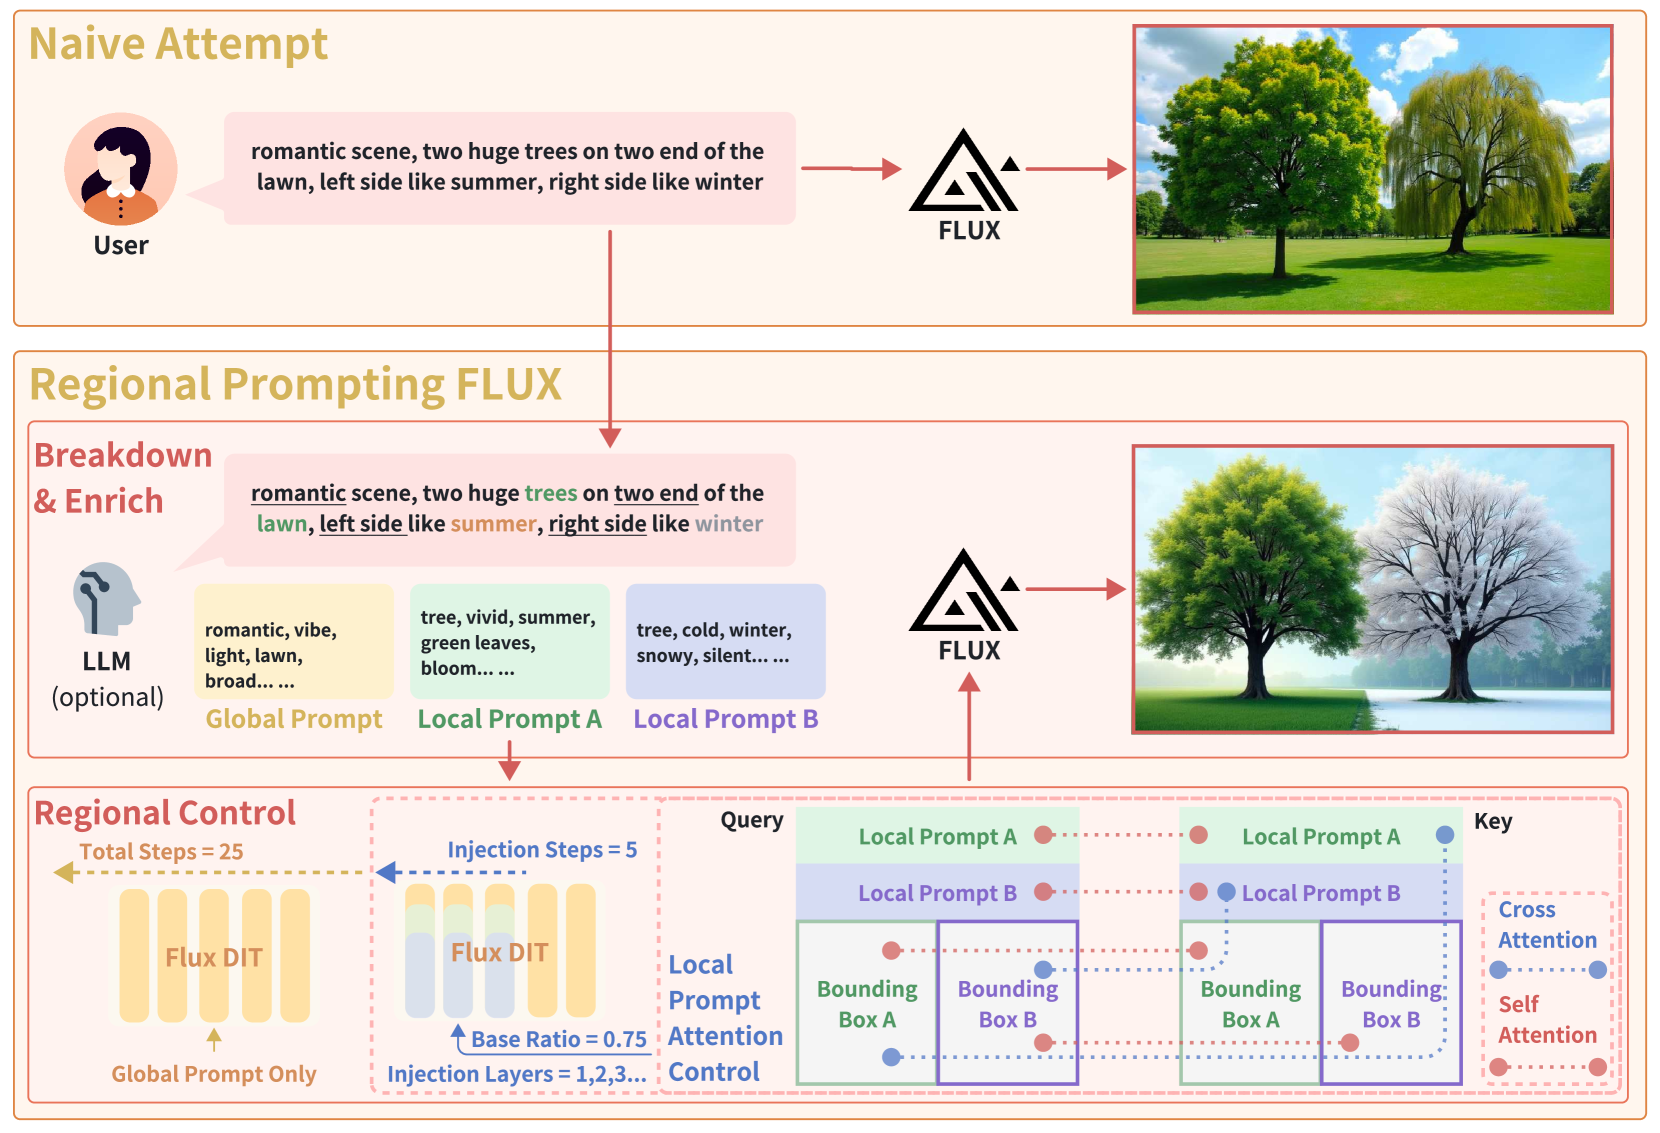 Naive Attempt
romantic scene, two huge trees on two end of the
lawn, left side like summer, right side like winter
User
FLUX
Regional Prompting FLUX
Breakdown
& Enrich
romantic scene, two huge trees on two end of the
lawn, left side like summer, right side like winter
LLM
(optional)
romantic, vibe,
light, lawn,
broad... ...
Global Prompt
tree, vivid, summer,
green leaves,
bloom... ...
Local Prompt A
tree, cold, winter,
snowy, silent... ...
Local Prompt B
FLUX
Regional Control
Total Steps = 25
Flux DIT
Global Prompt Only
Injection Steps = 5
Flux DIT
Base Ratio = 0.75
Injection Layers = 1,2,3...
Local
Prompt
Attention
Control
Query
Local Prompt A
Local Prompt B
Bounding
Box A
Bounding
Box B
Key
Local Prompt A
Local Prompt B
Bounding
Box A
Bounding
Box B
Cross
Attention
Self
Attention